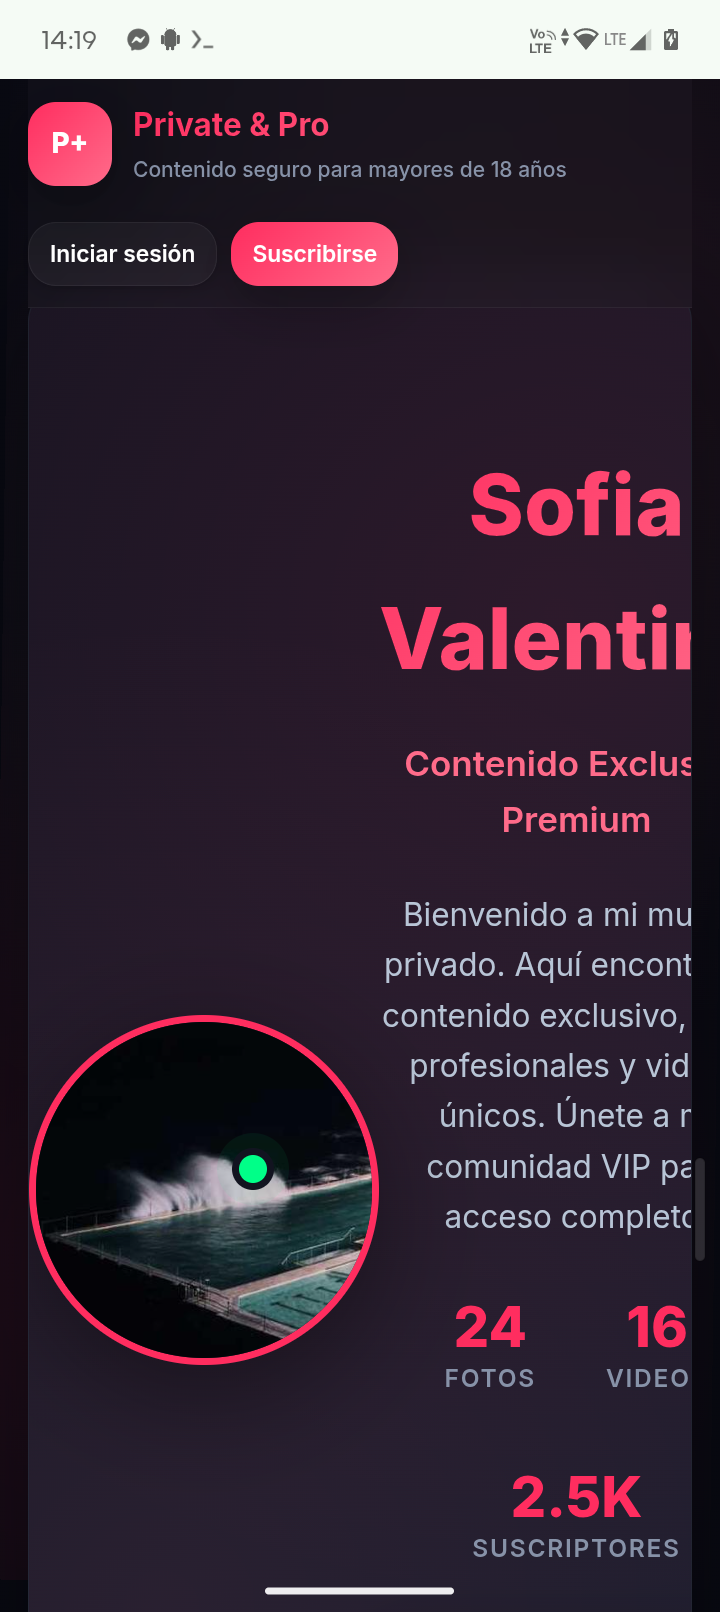 14:19
Vo LTE
LTE
P+
Private & Pro
Contenido seguro para mayores de 18 años
Iniciar sesión
Suscribirse
Sofia
Valentin
Contenido Exclus
Premium
Bienvenido a mi mu
privado. Aquí encont
contenido exclusivo,
profesionales y vid
únicos. Únete a m
comunidad VIP pa
acceso completo
24
16
FOTOS
VIDEO
2.5K
SUSCRIPTORES